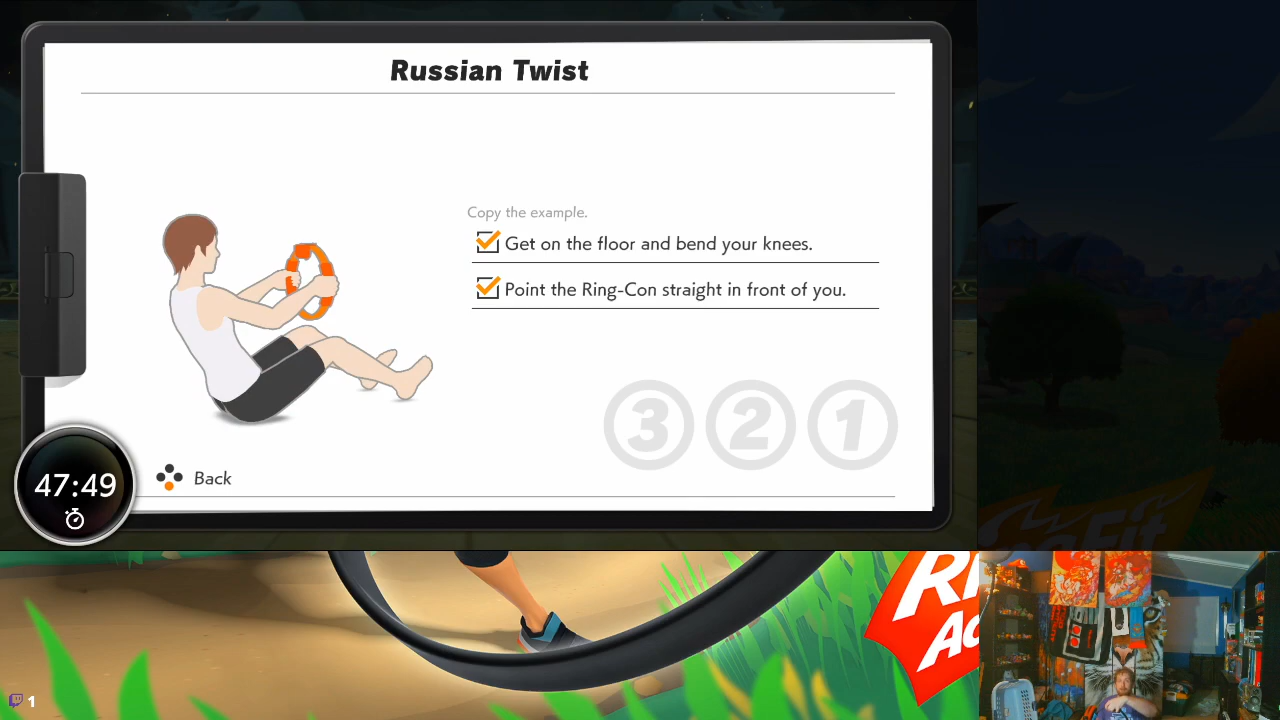 Russian Twist
Copy the example.
Get on the floor and bend your knees.
Point the Ring-Con straight in front of you.
3 2 1
Back
47:49
1